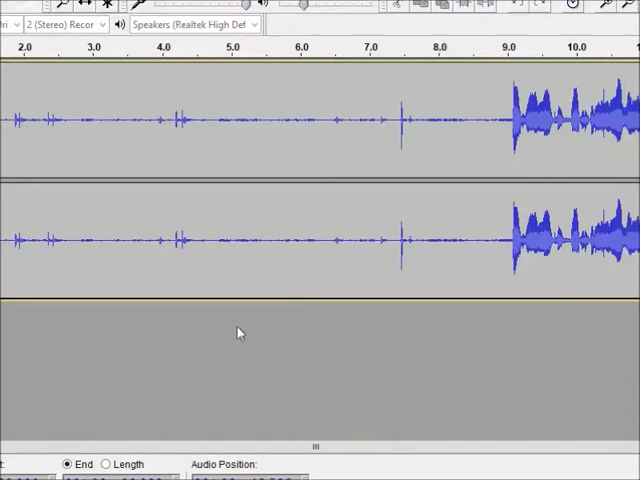 2 (Stereo) Recor Speakers (Realtek High Def
2.0 3.0 4.0 5.0 6.0 7.0 8.0 9.0 10.0
End Length Audio Position: